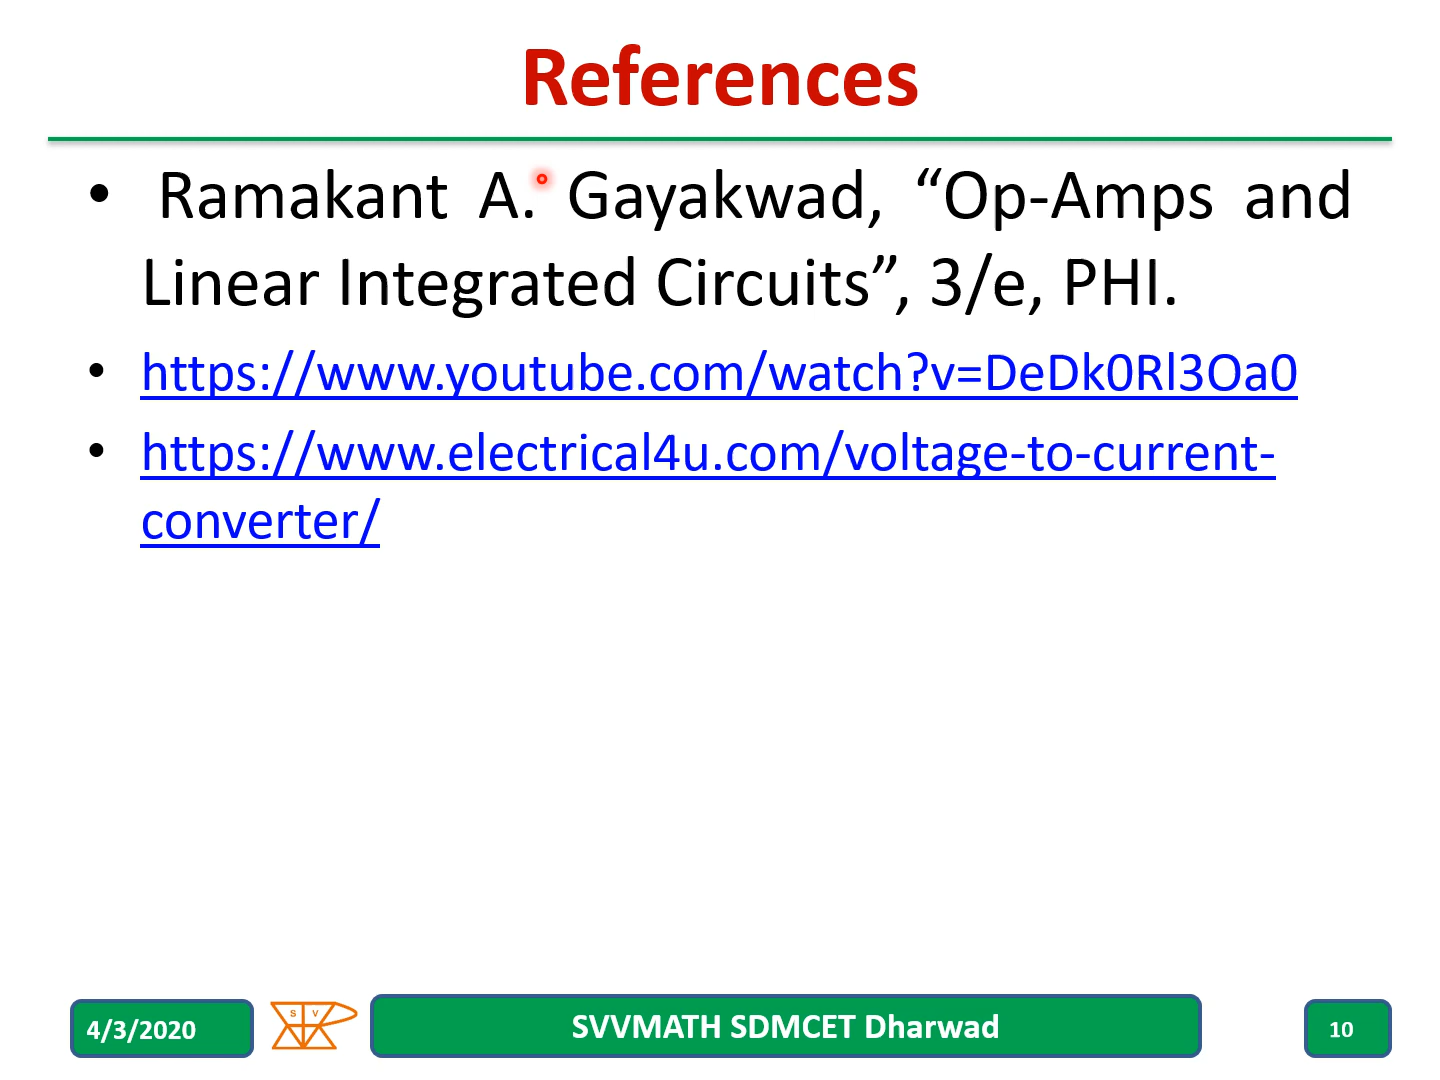 References
• Ramakant A. Gayakwad, “Op-Amps and
Linear Integrated Circuits”, 3/e, PHI.
• https://www.youtube.com/watch?v=DeDk0Rl3Oa0
• https://www.electrical4u.com/voltage-to-current-
converter/
4/3/2020
S V
SVVMATH SDMCET Dharwad
10